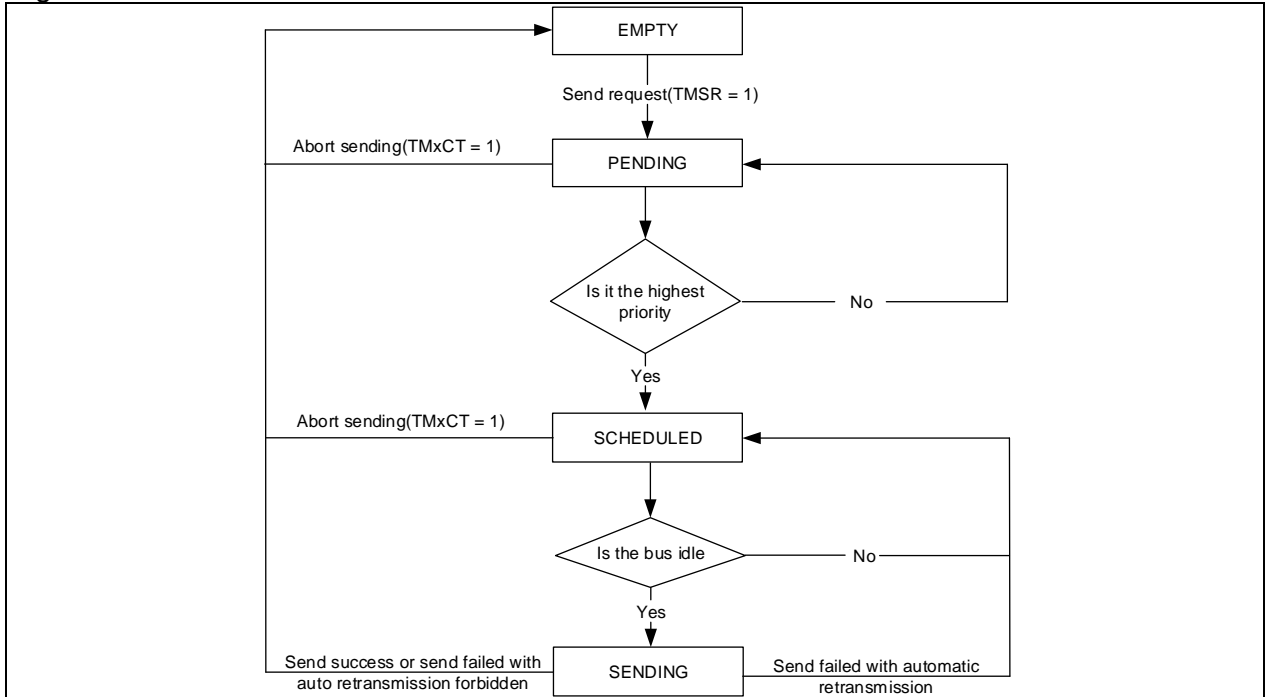 EMPTY
Send request(TMSR = 1)
Abort sending(TMxCT = 1)
PENDING
Is it the highest
priority
No
Yes
Abort sending(TMxCT = 1)
SCHEDULED
Is the bus idle
No
Yes
Send success or send failed with
auto retransmission forbidden
SENDING
Send failed with automatic
retransmission